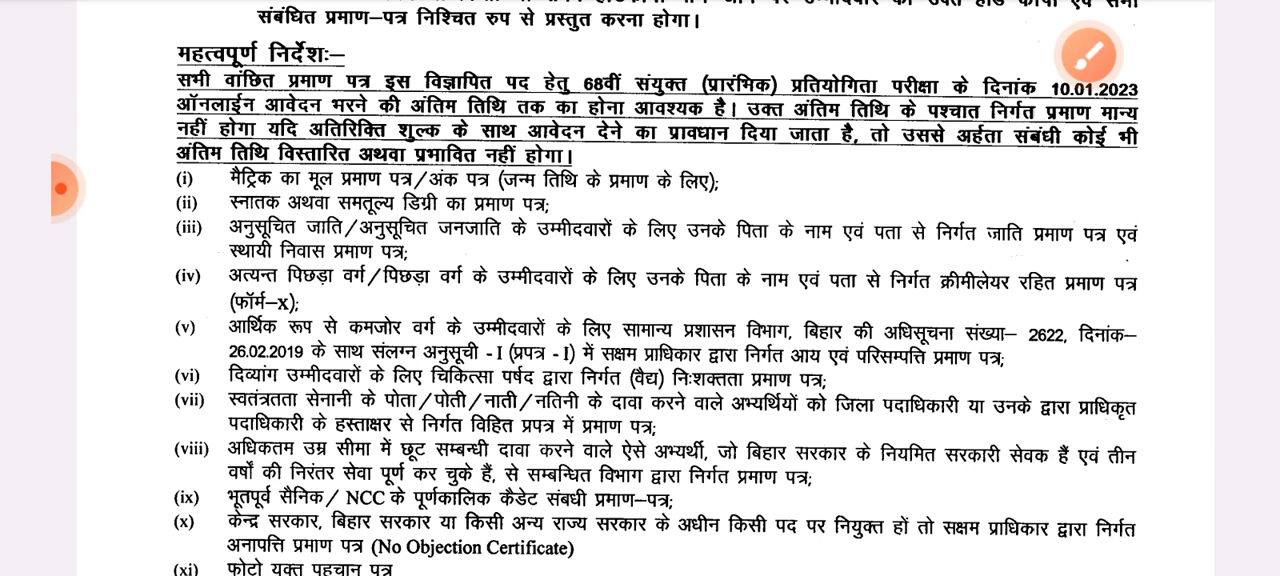 संबंधित प्रमाण–पत्र निश्चित रुप से प्रस्तुत करना होगा।
महत्वपूर्ण निर्देशः–
सभी वांछित प्रमाण पत्र इस विज्ञापित पद हेतु 68वीं संयुक्त (प्रारंभिक) प्रतियोगिता परीक्षा के दिनांक 10.01.2023
ऑनलाईन आवेदन भरने की अंतिम तिथि तक का होना आवश्यक है। उक्त अंतिम तिथि के पश्चात निर्गत प्रमाण मान्य
नहीं होगा यदि अतिरिक्ति शुल्क के साथ आवेदन देने का प्रावधान दिया जाता है, तो उससे अर्हता संबंधी कोई भी
अंतिम तिथि विस्तारित अथवा प्रभावित नहीं होगा।
(i) मैट्रिक का मूल प्रमाण पत्र/अंक पत्र (जन्म तिथि के प्रमाण के लिए);
(ii) स्नातक अथवा समतूल्य डिग्री का प्रमाण पत्र;
(iii) अनुसूचित जाति/अनुसूचित जनजाति के उम्मीदवारों के लिए उनके पिता के नाम एवं पता से निर्गत जाति प्रमाण पत्र एवं
स्थायी निवास प्रमाण पत्र;
(iv) अत्यन्त पिछड़ा वर्ग/पिछड़ा वर्ग के उम्मीदवारों के लिए उनके पिता के नाम एवं पता से निर्गत क्रीमीलेयर रहित प्रमाण पत्र
(फॉर्म–x);
(v) आर्थिक रूप से कमजोर वर्ग के उम्मीदवारों के लिए सामान्य प्रशासन विभाग, बिहार की अधिसूचना संख्या– 2622, दिनांक–
26.02.2019 के साथ संलग्न अनुसूची - I (प्रपत्र - I) में सक्षम प्राधिकार द्वारा निर्गत आय एवं परिसम्पत्ति प्रमाण पत्र;
(vi) दिव्यांग उम्मीदवारों के लिए चिकित्सा पर्षद द्वारा निर्गत (वैद्य) निःशक्तता प्रमाण पत्र;
(vii) स्वतंत्रतता सेनानी के पोता/पोती/नाती/नतिनी के दावा करने वाले अभ्यर्थियों को जिला पदाधिकारी या उनके द्वारा प्राधिकृत
पदाधिकारी के हस्ताक्षर से निर्गत विहित प्रपत्र में प्रमाण पत्र;
(viii) अधिकतम उम्र सीमा में छूट सम्बन्धी दावा करने वाले ऐसे अभ्यर्थी, जो बिहार सरकार के नियमित सरकारी सेवक हैं एवं तीन
वर्षों की निरंतर सेवा पूर्ण कर चुके हैं, से सम्बन्धित विभाग द्वारा निर्गत प्रमाण पत्र;
(ix) भूतपूर्व सैनिक/ NCC के पूर्णकालिक कैडेट संबधी प्रमाण–पत्र;
(x) केन्द्र सरकार, बिहार सरकार या किसी अन्य राज्य सरकार के अधीन किसी पद पर नियुक्त हों तो सक्षम प्राधिकार द्वारा निर्गत
अनापत्ति प्रमाण पत्र (No Objection Certificate)
(xi) फोटो युक्त पहचान पत्र